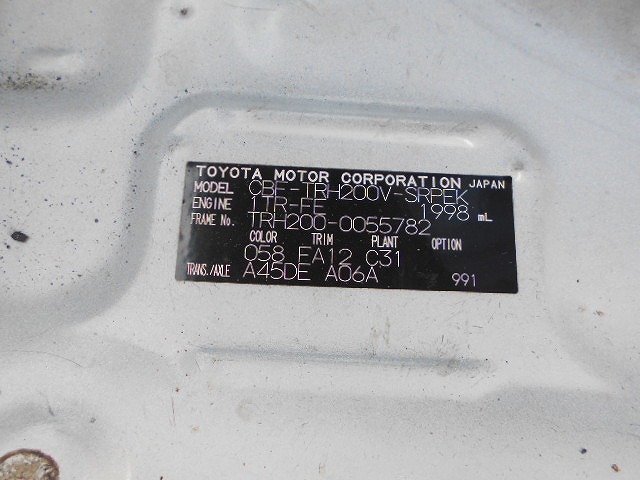 TOYOTA MOTOR CORPORATION JAPAN
MODEL CBF-TRH200V-SRPEK
ENGINE 1TR-FE 1998 mL
FRAME No. TRH200-0055782
COLOR TRIM PLANT OPTION
058 FA12 C31
TRANS./AXLE A45DE A06A 991